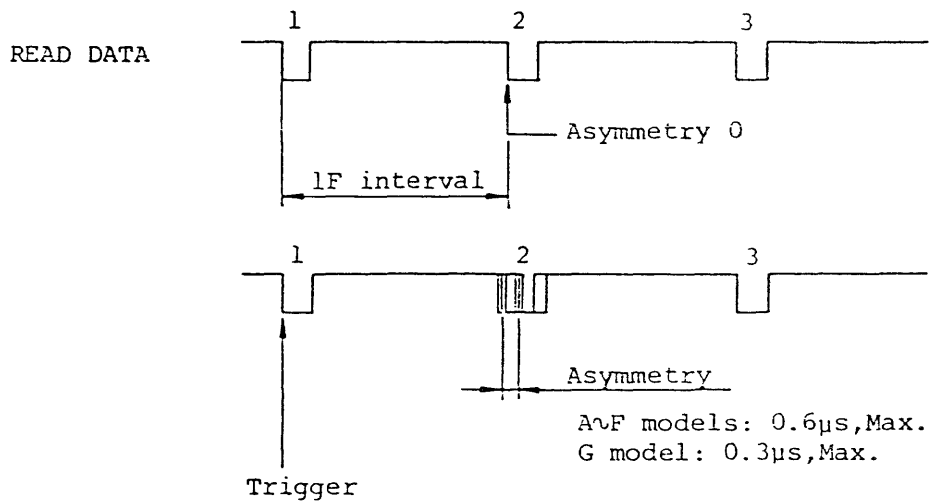 1 2 3
READ DATA
Asymmetry 0
1F interval
1 2 3
Asymmetry
A~F models: 0.6μs,Max.
G model: 0.3μs,Max.
Trigger